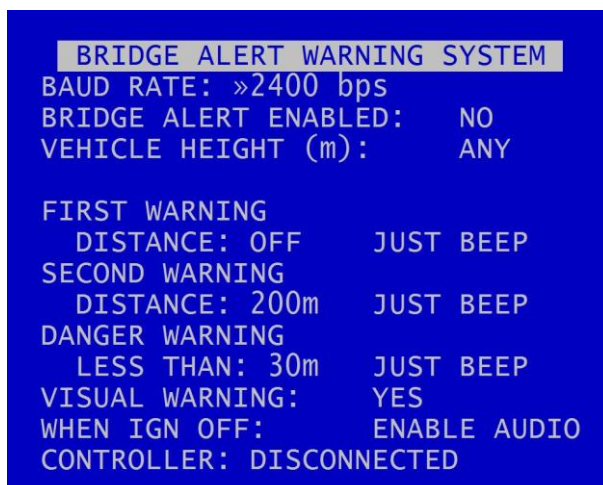 BRIDGE ALERT WARNING SYSTEM
BAUD RATE: »2400 bps
BRIDGE ALERT ENABLED: NO
VEHICLE HEIGHT (m): ANY
FIRST WARNING
DISTANCE: OFF JUST BEEP
SECOND WARNING
DISTANCE: 200m JUST BEEP
DANGER WARNING
LESS THAN: 30m JUST BEEP
VISUAL WARNING: YES
WHEN IGN OFF: ENABLE AUDIO
CONTROLLER: DISCONNECTED